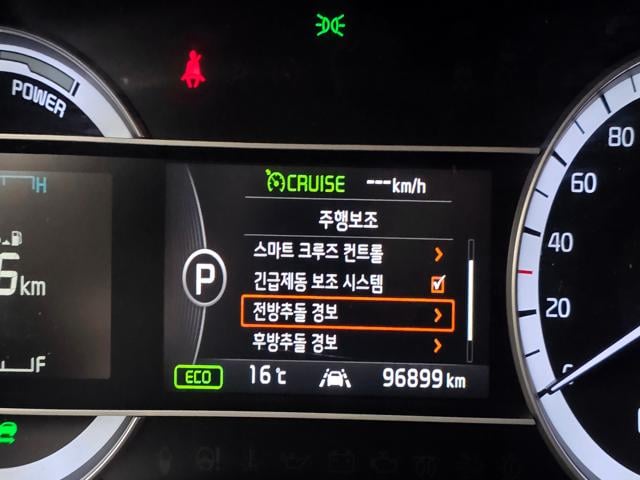 POWER
H
CRUISE ---km/h
주행보조
스마트 크루즈 컨트롤
긴급제동 보조 시스템
전방추돌 경보
후방추돌 경보
P
6km
F
ECO 16℃ 96899 km
80
60
40
20
0